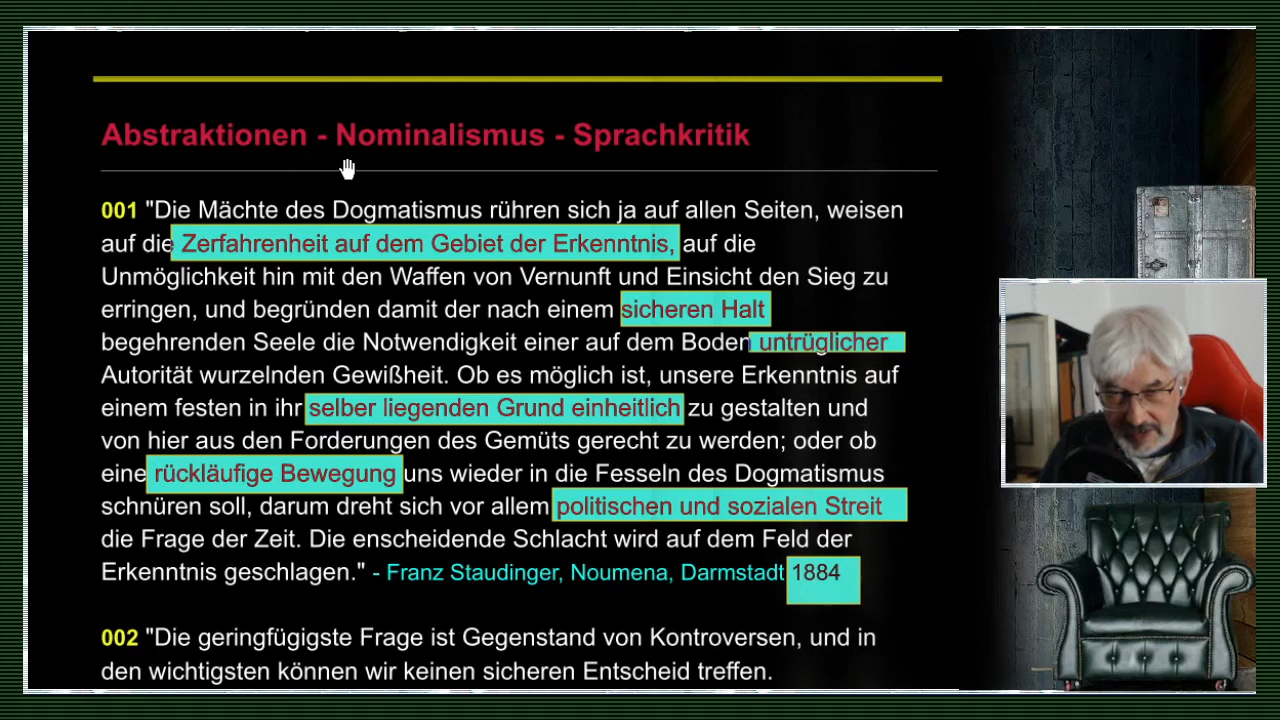 Abstraktionen - Nominalismus - Sprachkritik
001 "Die Mächte des Dogmatismus rühren sich ja auf allen Seiten, weisen
auf die Zerfahrenheit auf dem Gebiet der Erkenntnis, auf die
Unmöglichkeit hin mit den Waffen von Vernunft und Einsicht den Sieg zu
erringen, und begründen damit der nach einem sicheren Halt
begehrenden Seele die Notwendigkeit einer auf dem Boden untrüglicher
Autorität wurzelnden Gewißheit. Ob es möglich ist, unsere Erkenntnis auf
einem festen in ihr selber liegenden Grund einheitlich zu gestalten und
von hier aus den Forderungen des Gemüts gerecht zu werden; oder ob
eine rückläufige Bewegung uns wieder in die Fesseln des Dogmatismus
schnüren soll, darum dreht sich vor allem politischen und sozialen Streit
die Frage der Zeit. Die enscheidende Schlacht wird auf dem Feld der
Erkenntnis geschlagen." - Franz Staudinger, Noumena, Darmstadt 1884
002 "Die geringfügigste Frage ist Gegenstand von Kontroversen, und in
den wichtigsten können wir keinen sicheren Entscheid treffen.